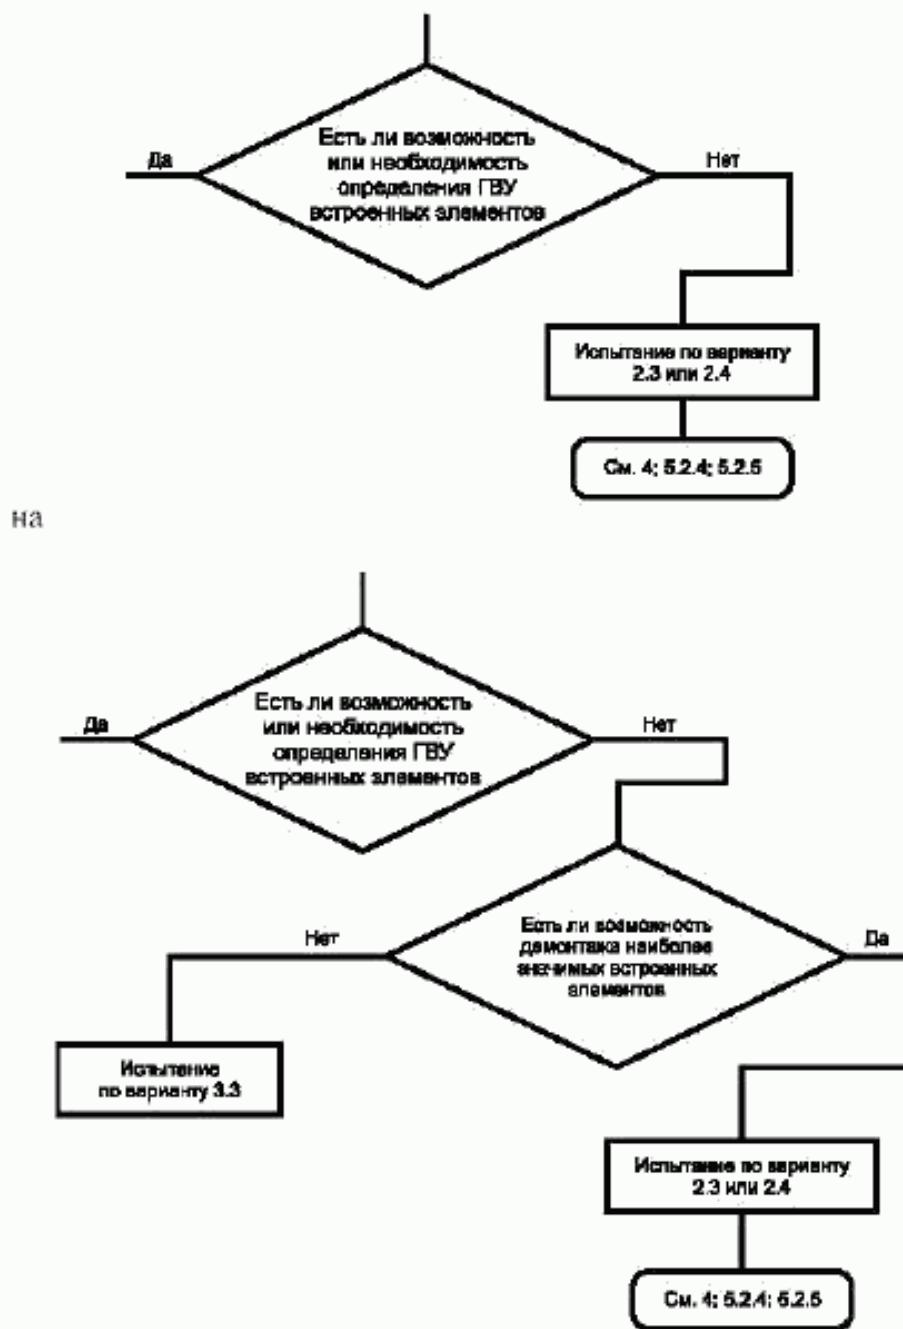 Есть ли возможность
или необходимость
определения ГВУ
встроенных элементов
Да
Нет
Испытание по варианту
2.3 или 2.4
См. 4; 5.2.4; 5.2.5
на
Есть ли возможность
или необходимость
определения ГВУ
встроенных элементов
Да
Нет
Есть ли возможность
демонтажа наиболее
значимых встроенных
элементов
Нет
Да
Испытание
по варианту 3.3
Испытание по варианту
2.3 или 2.4
См. 4; 5.2.4; 5.2.5